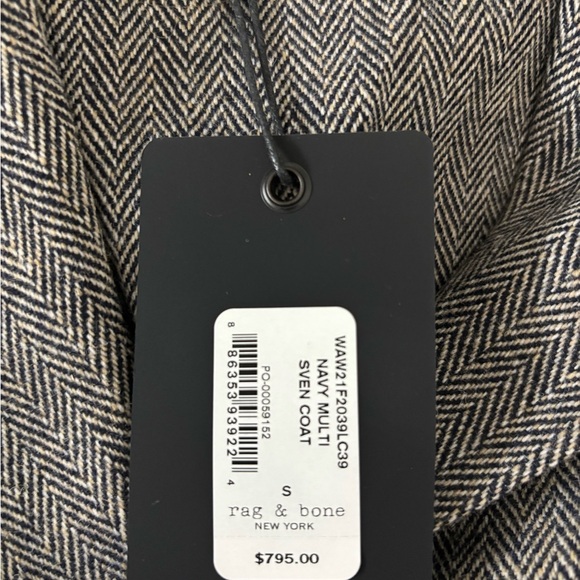 WAW21F2039LC39
NAVY MULTI
SVEN COAT
PO-00059152
8 86353 93922 4
S
rag & bone
NEW YORK
$795.00